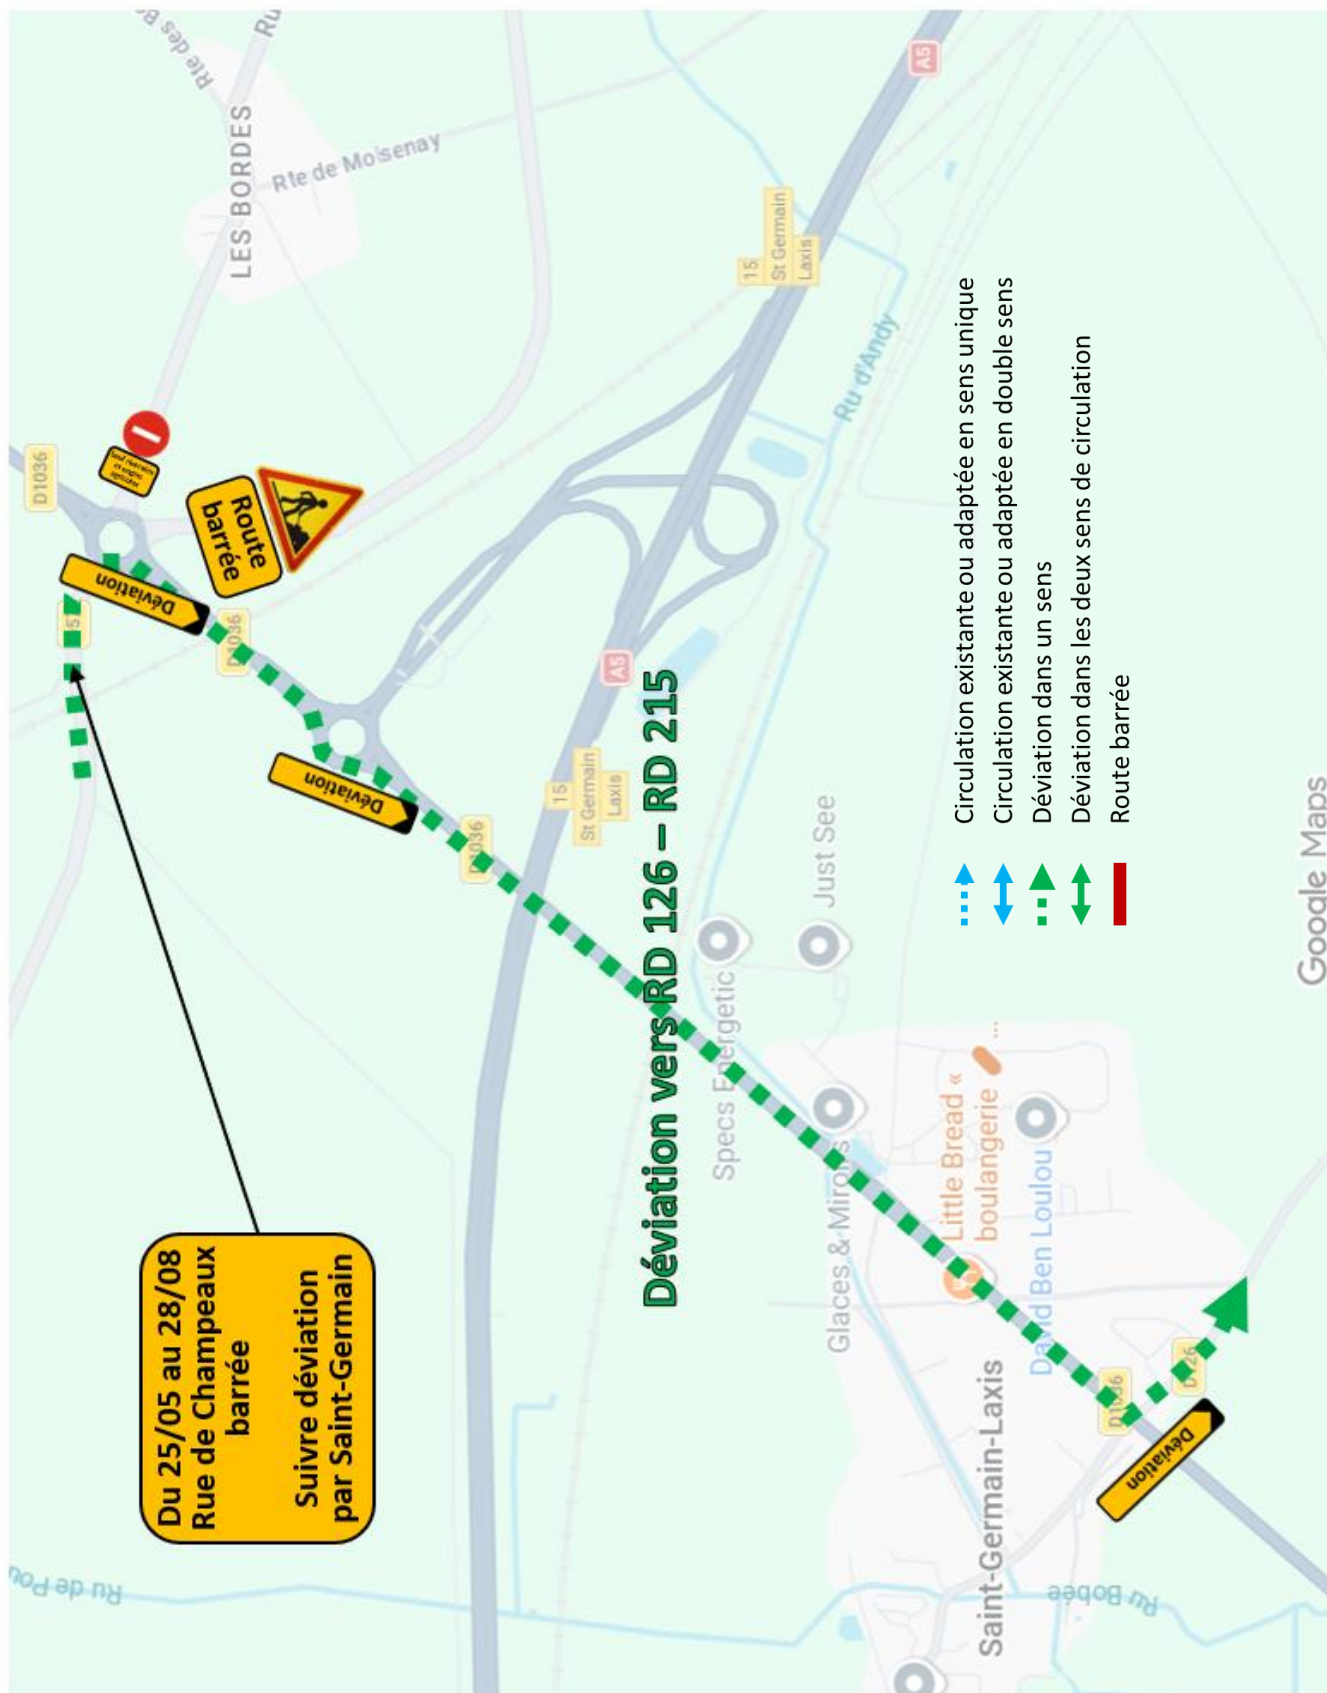 Du 25/05 au 28/08
Rue de Champeaux
barrée
Suivre déviation
par Saint-Germain
Déviation vers RD 126 – RD 215
Route
barrée
Déviation
Déviation
Déviation
Circulation existante ou adaptée en sens unique
Circulation existante ou adaptée en double sens
Déviation dans un sens
Déviation dans les deux sens de circulation
Route barrée
LES BORDES
Rte de Moisenay
Rte des Bo
Ru
D1036
D1036
D1036
D1036
A5
A5
15
St Germain
Laxis
15
St Germain
Laxis
Ru d'Andy
Just See
Specs Energetic
Glaces & Miroirs
Little Bread «
boulangerie ...
David Ben Loulou
Saint-Germain-Laxis
D126
Ru Bobée
Ru de Pou
Google Maps